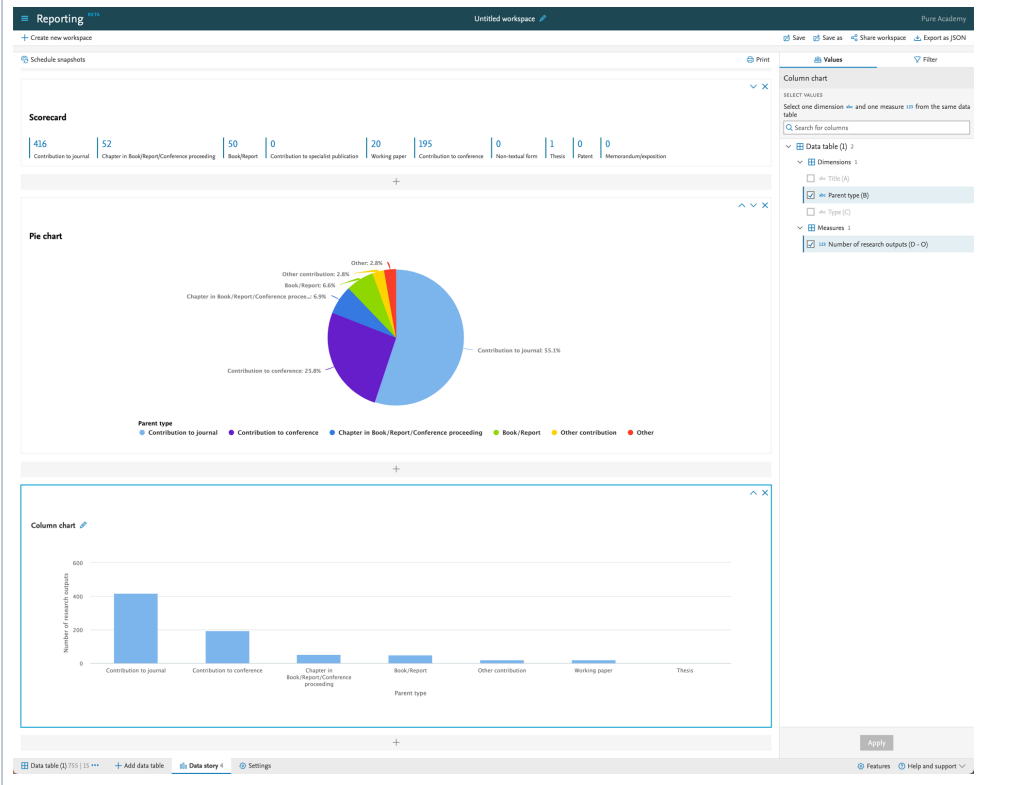 Reporting BETA
Untitled workspace
Pure Academy
+ Create new workspace
Save Save as Share workspace Export as JSON
Schedule snapshots
Print
Values Filter
Column chart
SELECT VALUES
Select one dimension abc and one measure 123 from the same data
table
Search for columns
Data table (1) 2
Dimensions 1
abc Title (A)
abc Parent type (B)
abc Type (C)
Measures 1
123 Number of research outputs (D - O)
Scorecard
416 52 50 0 20 195 0 1 0 0
Contribution to journal Chapter in Book/Report/Conference proceeding Book/Report Contribution to specialist publication Working paper Contribution to conference Non-textual form Thesis Patent Memorandum/exposition
+
Pie chart
Other: 2.8%
Other contribution: 2.8%
Book/Report: 6.6%
Chapter in Book/Report/Conference procee...: 6.9%
Contribution to journal: 55.1%
Contribution to conference: 25.8%
Parent type
Contribution to journal Contribution to conference Chapter in Book/Report/Conference proceeding Book/Report Other contribution Other
+
Column chart
Number of research outputs
600
400
200
0
Contribution to journal Contribution to conference Chapter in Book/Report/Conference proceeding Book/Report Other contribution Working paper Thesis
Parent type
+
Apply
Data table (1) 755 | 15 ••• + Add data table Data story 4 Settings
Features Help and support